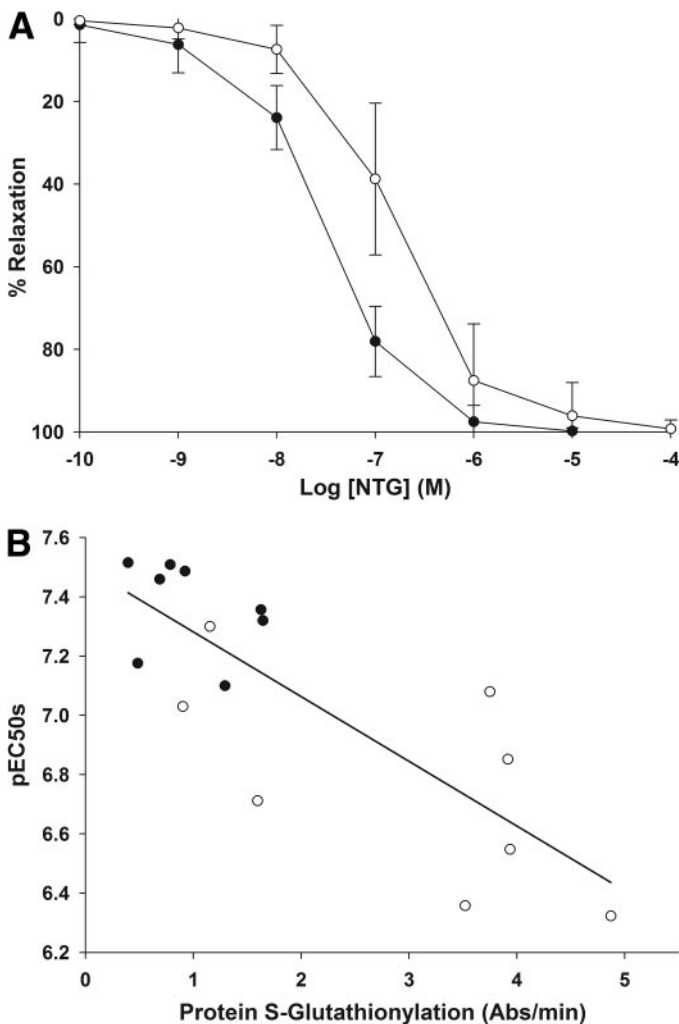 A
0
20
40
60
80
100
% Relaxation
-10 -9 -8 -7 -6 -5 -4
Log [NTG] (M)
B
7.6
7.4
7.2
7.0
6.8
6.6
6.4
6.2
pEC50s
0 1 2 3 4 5
Protein S-Glutathionylation (Abs/min)